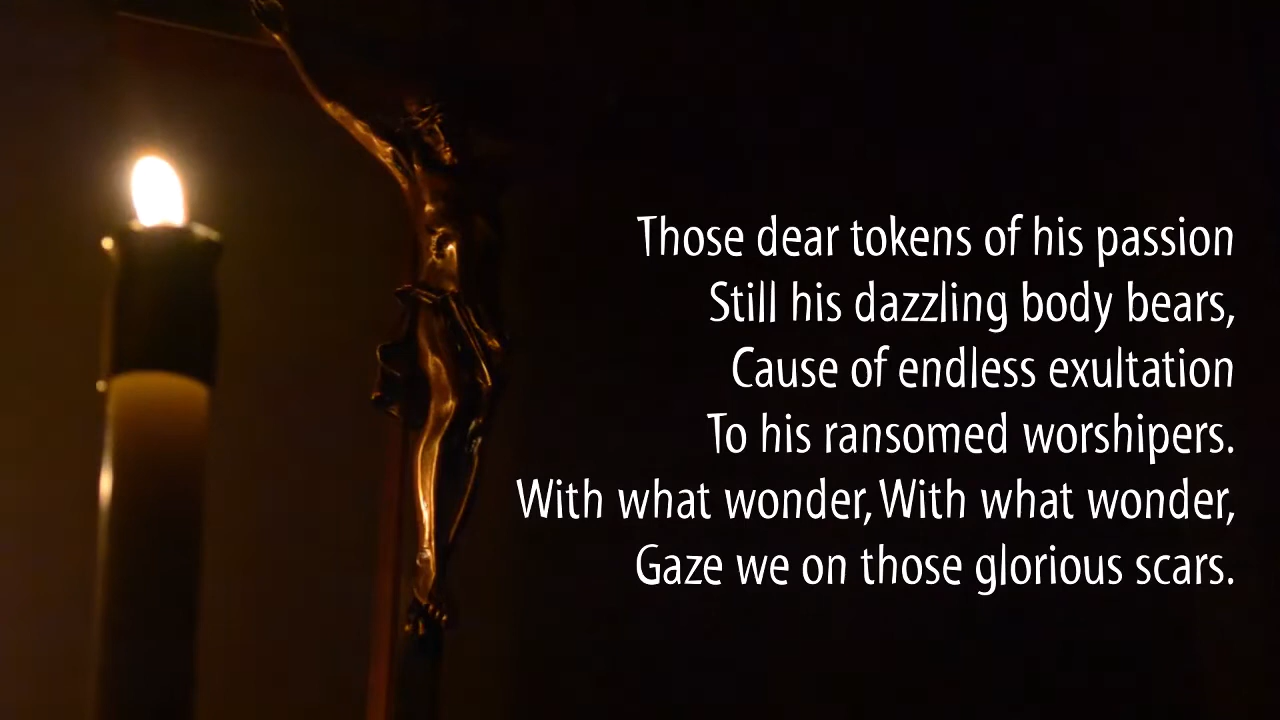 Those dear tokens of his passion
Still his dazzling body bears,
Cause of endless exultation
To his ransomed worshipers.
With what wonder, With what wonder,
Gaze we on those glorious scars.